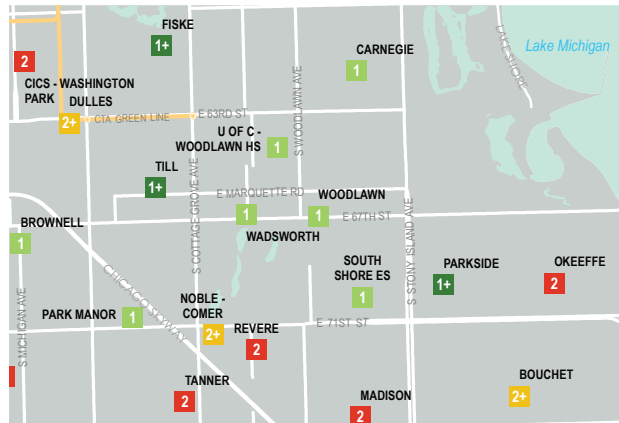 FISKE
1+
CARNEGIE
1
Lake Michigan
LAKE SHORE
2
CICS - WASHINGTON
PARK
DULLES
2+
CTA GREEN LINE
E 63RD ST
S WOODLAWN AVE
U OF C -
WOODLAWN HS
1
TILL
1+
E MARQUETTE RD
WOODLAWN
1
E 67TH ST
1
WADSWORTH
S COTTAGE GROVE AVE
S STONY ISLAND AVE
BROWNELL
1
CHICAGO SKYWAY
S MICHIGAN AVE
SOUTH
SHORE ES
1
PARKSIDE
1+
OKEEFFE
2
PARK MANOR
1
NOBLE -
COMER
2+
REVERE
2
E 71ST ST
TANNER
2
MADISON
2
BOUCHET
2+